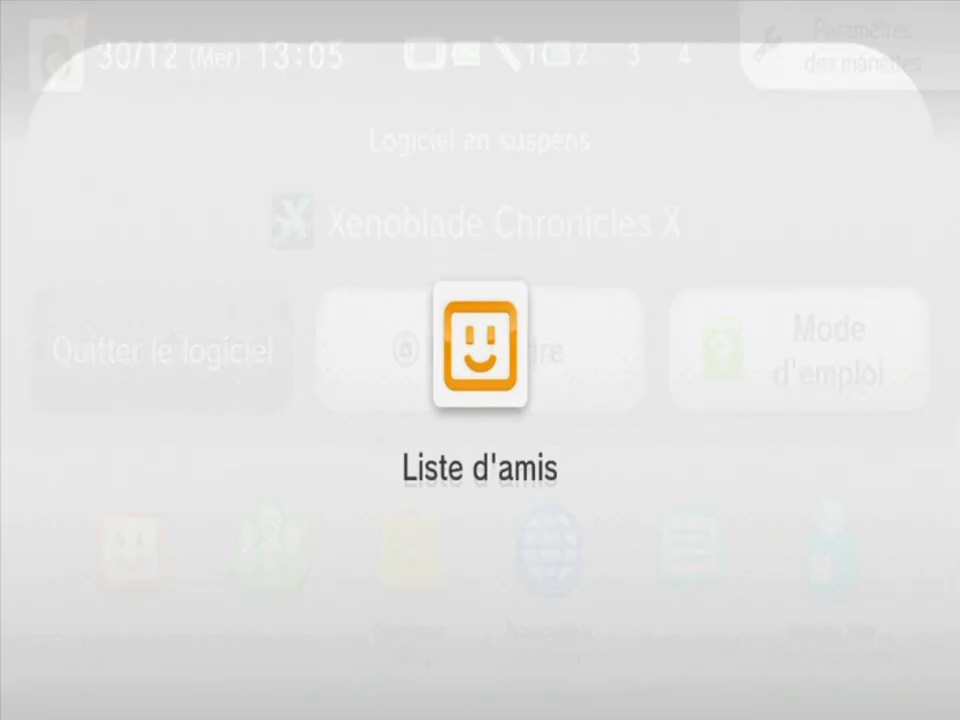 30/12 (Mer) 13:05
1 2 3 4
Paramètres
des manettes
Logiciel en suspens
X Xenoblade Chronicles X
Quitter le logiciel
Mode
d'emploi
Liste d'amis